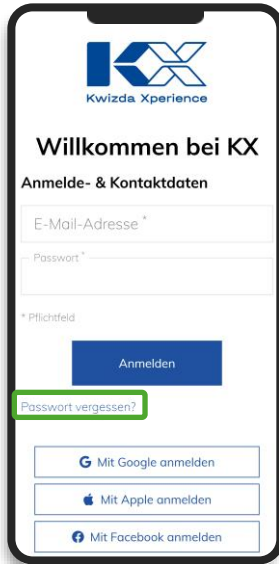 KX
Kwizda Xperience
Willkommen bei KX
Anmelde- & Kontaktdaten
E-Mail-Adresse *
Passwort *
* Pflichtfeld
Anmelden
Passwort vergessen?
Mit Google anmelden
Mit Apple anmelden
Mit Facebook anmelden